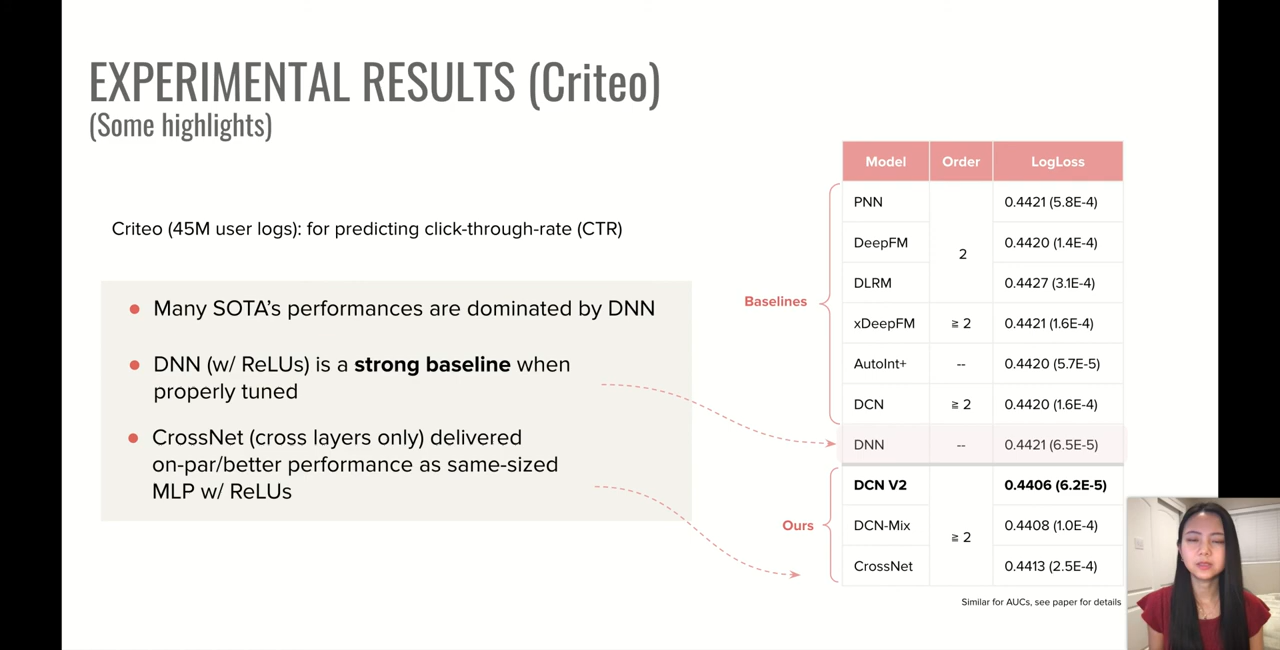 EXPERIMENTAL RESULTS (Criteo)
(Some highlights)
Criteo (45M user logs): for predicting click-through-rate (CTR)
• Many SOTA's performances are dominated by DNN
• DNN (w/ ReLUs) is a strong baseline when
properly tuned
• CrossNet (cross layers only) delivered
on-par/better performance as same-sized
MLP w/ ReLUs
Baselines
Ours
Model Order LogLoss
PNN 0.4421 (5.8E-4)
DeepFM 2 0.4420 (1.4E-4)
DLRM 0.4427 (3.1E-4)
xDeepFM ≥ 2 0.4421 (1.6E-4)
AutoInt+ -- 0.4420 (5.7E-5)
DCN ≥ 2 0.4420 (1.6E-4)
DNN -- 0.4421 (6.5E-5)
DCN V2 0.4406 (6.2E-5)
DCN-Mix ≥ 2 0.4408 (1.0E-4)
CrossNet 0.4413 (2.5E-4)
Similar for AUCs, see paper for details